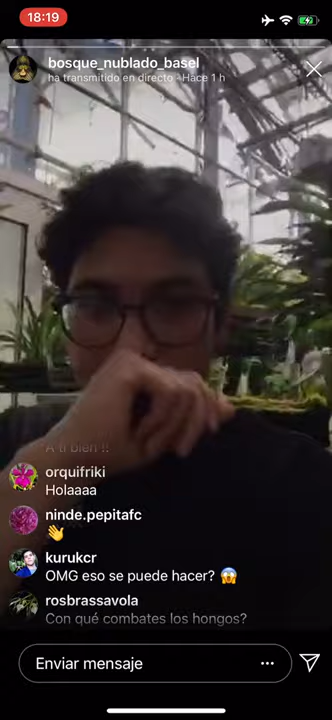 18:19
bosque_nublado_basel
ha transmitido en directo · Hace 1 h
A ti bien !!
orquifriki
Holaaaa
ninde.pepitafc
👋
kurukcr
OMG eso se puede hacer? 😱
rosbrassavola
Con qué combates los hongos?
Enviar mensaje